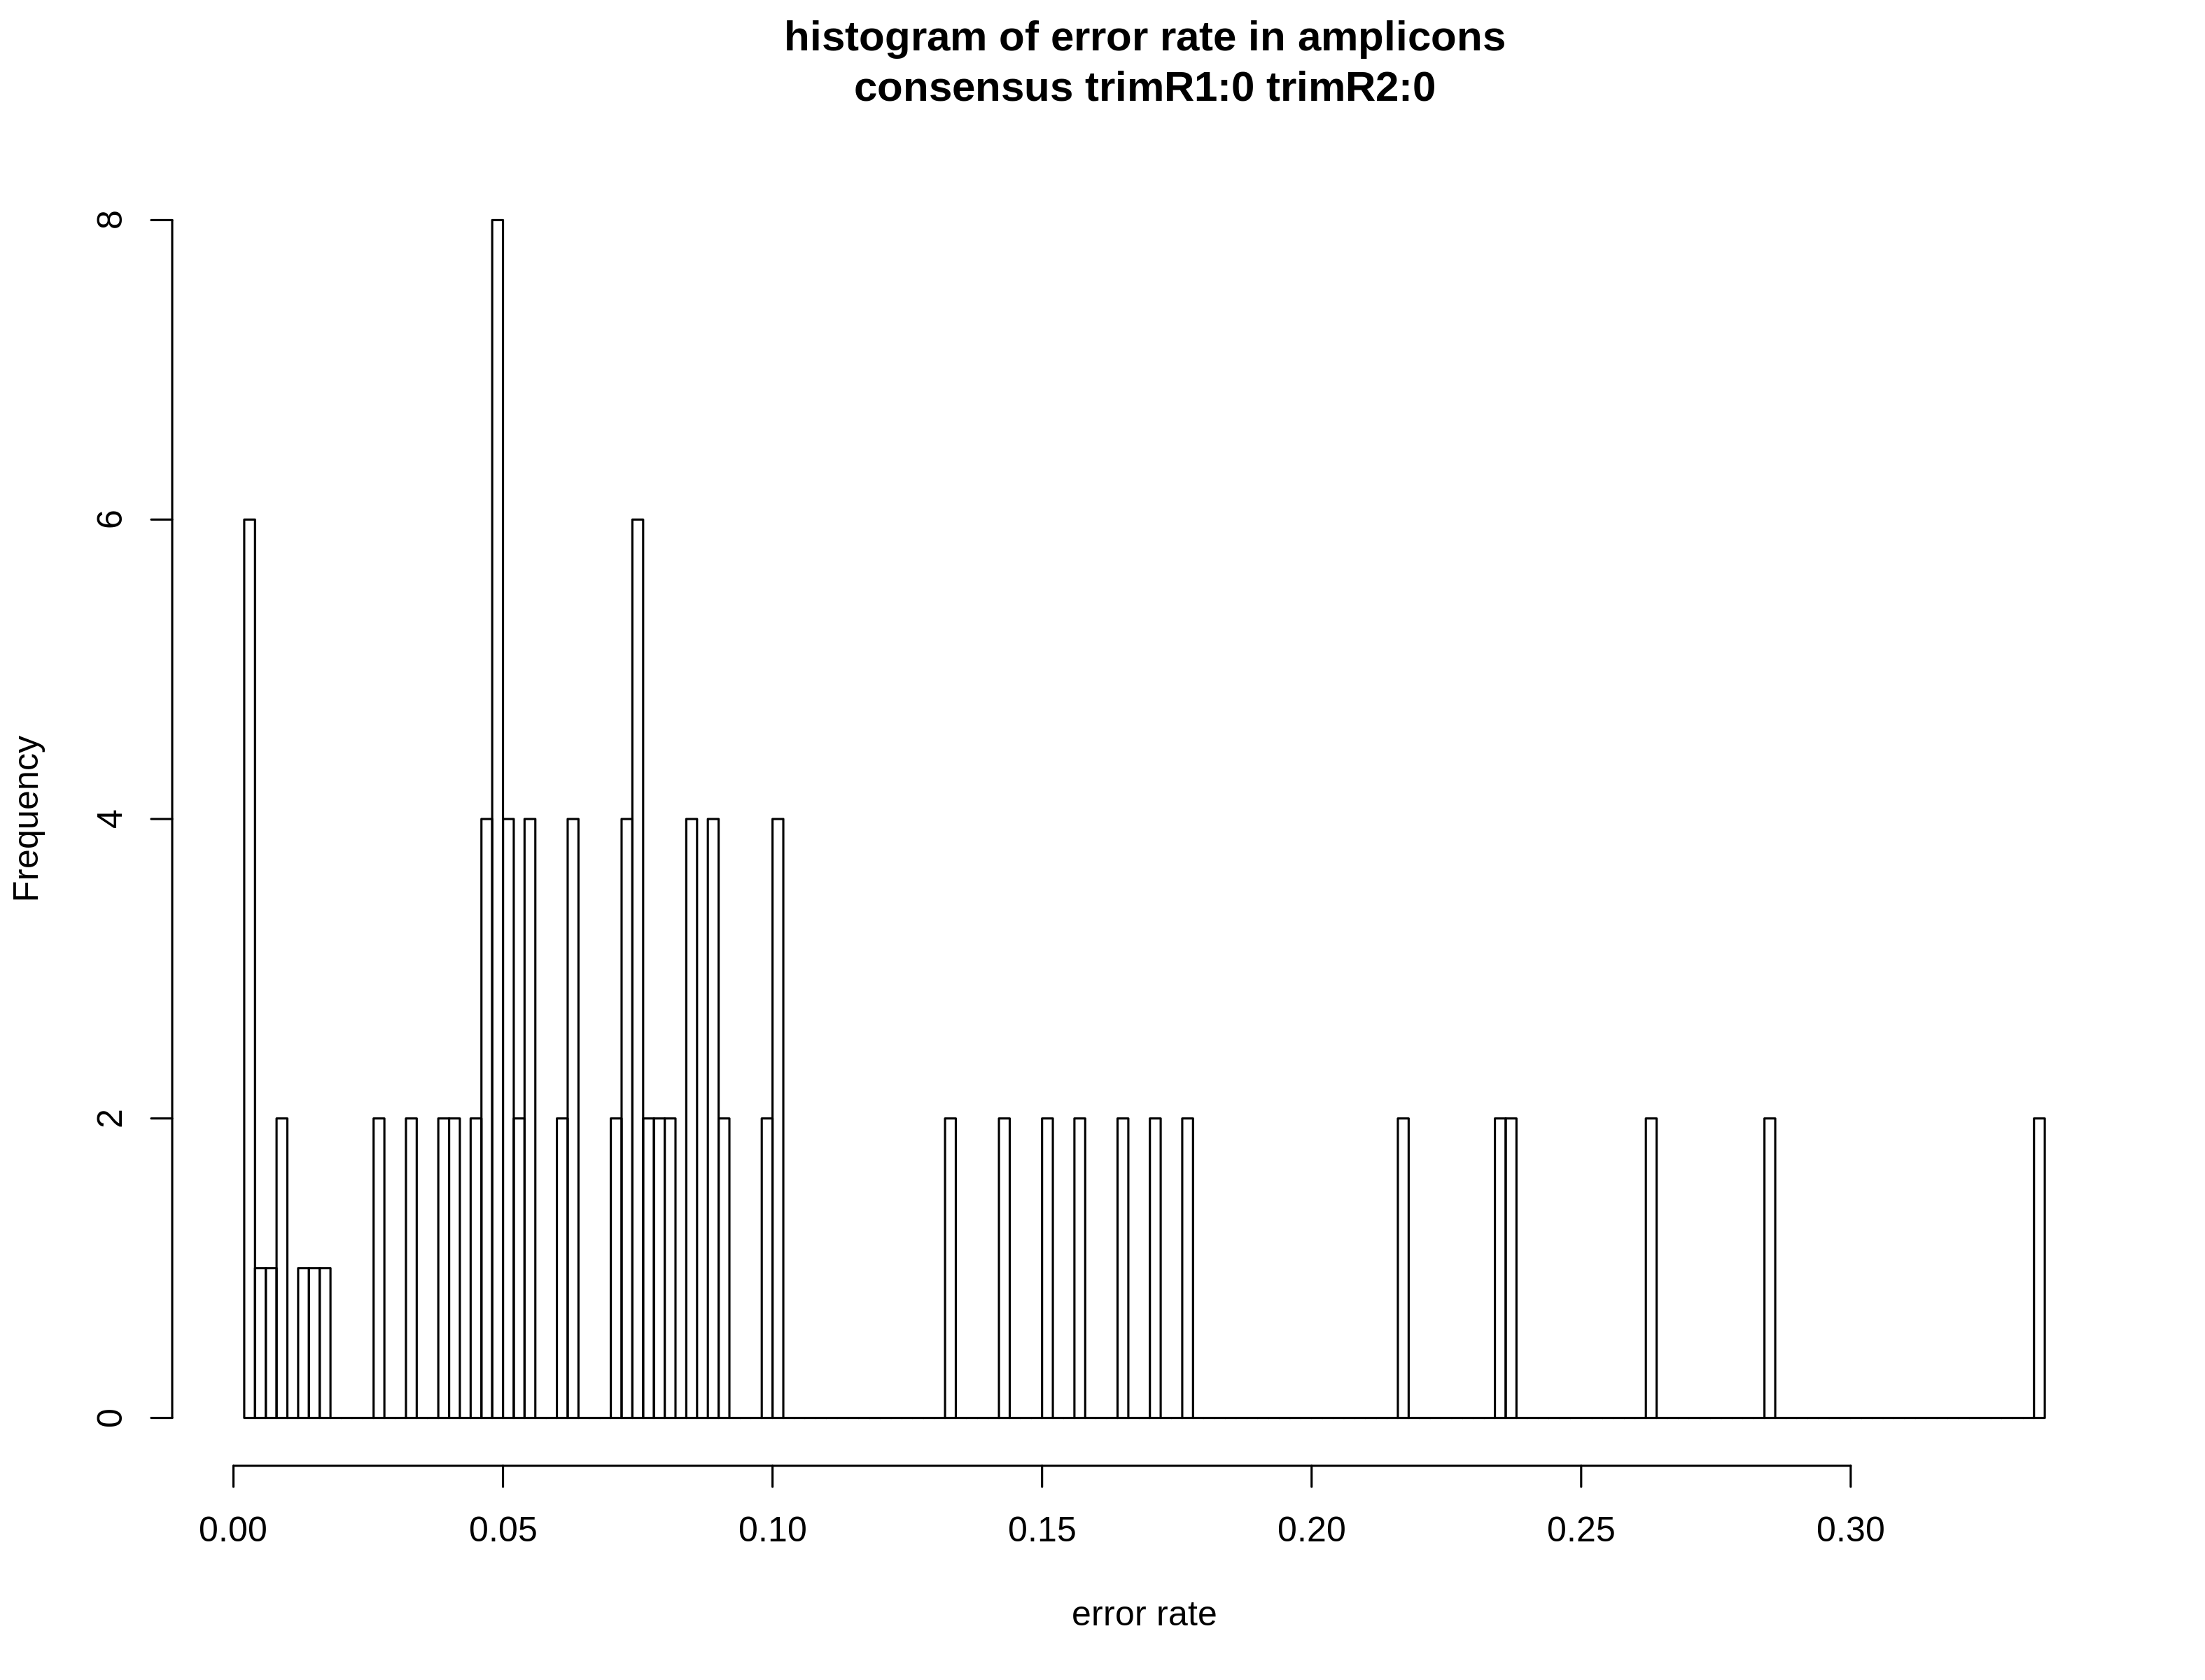 histogram of error rate in amplicons
consensus trimR1:0 trimR2:0
8
6
4
2
0
Frequency
0.00 0.05 0.10 0.15 0.20 0.25 0.30
error rate